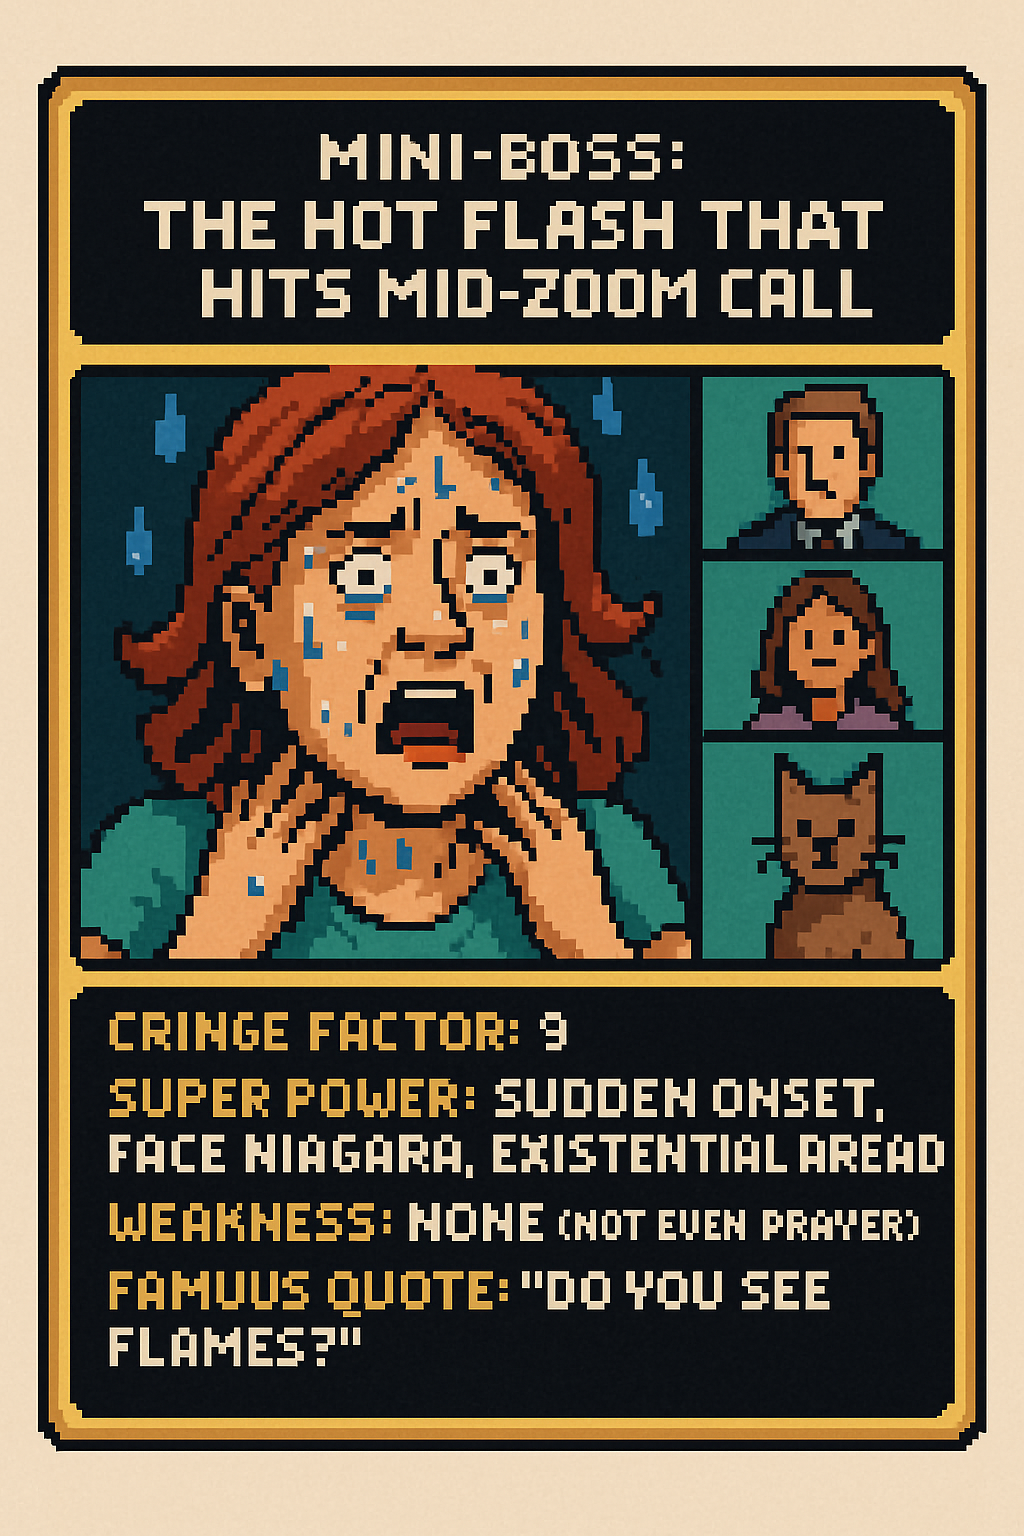 MINI-BOSS:
THE HOT FLASH THAT
HITS MID-ZOOM CALL
CRINGE FACTOR: 9
SUPER POWER: SUDDEN ONSET,
FACE NIAGARA, EXISTENTIAL AREAD
WEAKNESS: NONE (NOT EVEN PRAYER)
FAMUUS QUOTE: "DO YOU SEE
FLAMES?"